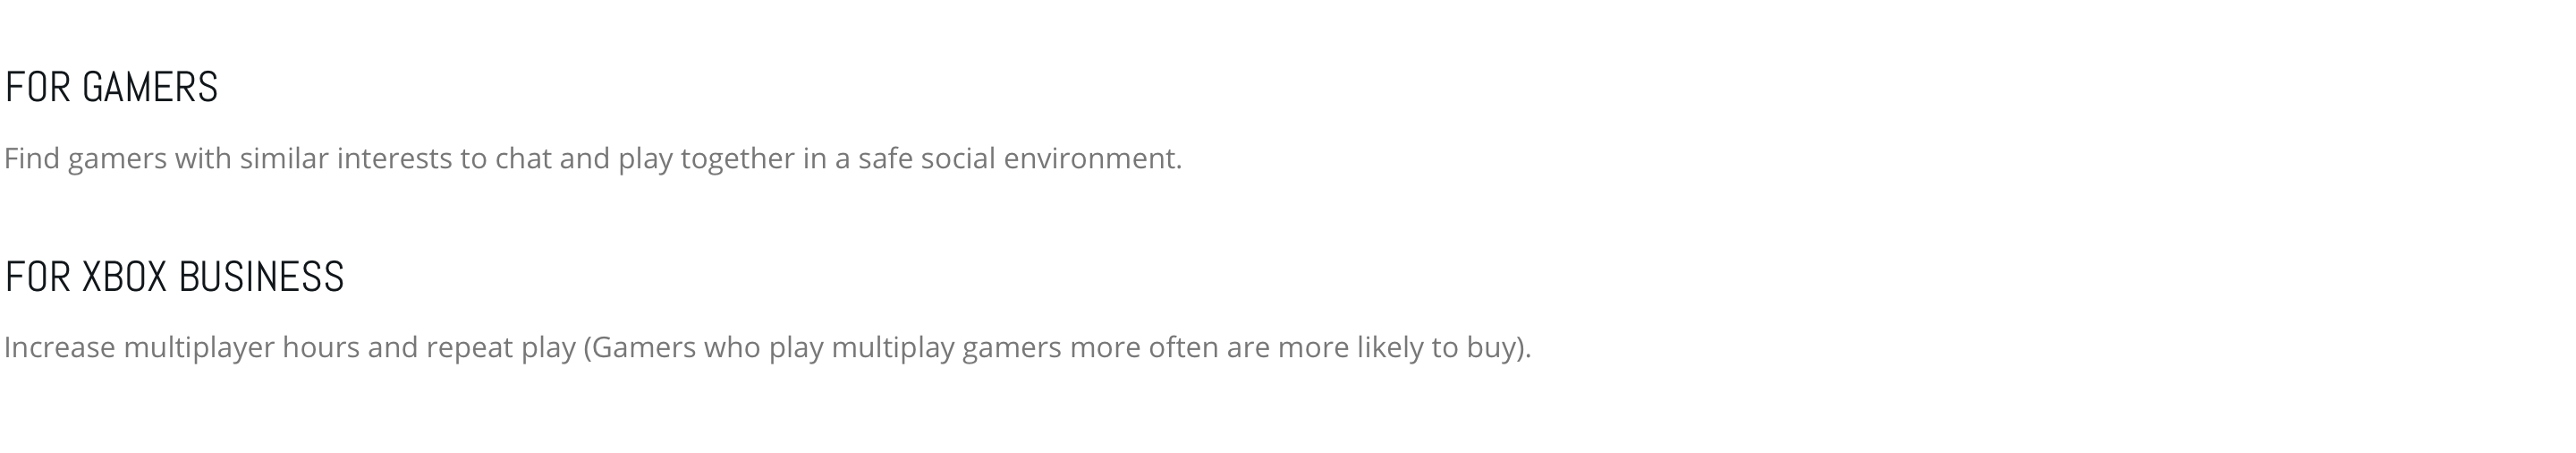 FOR GAMERS
Find gamers with similar interests to chat and play together in a safe social environment.
FOR XBOX BUSINESS
Increase multiplayer hours and repeat play (Gamers who play multiplay gamers more often are more likely to buy).